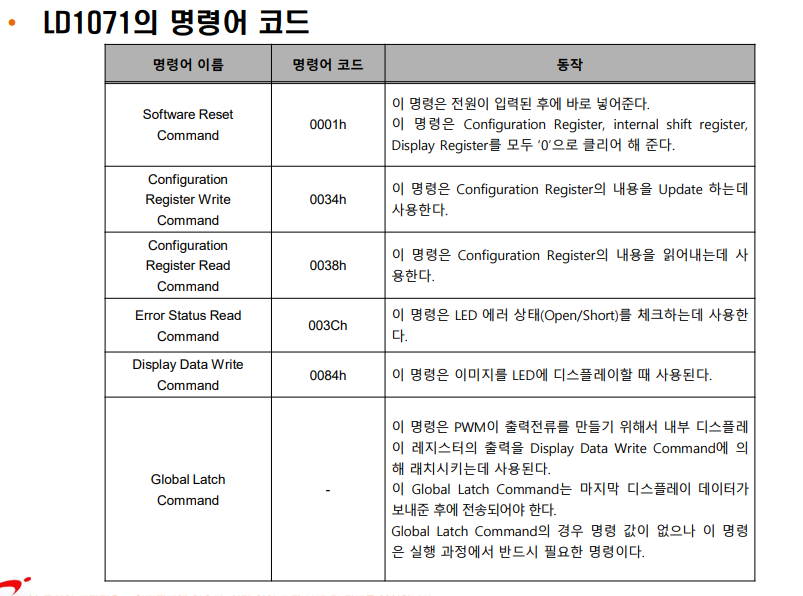 • LD1071의 명령어 코드
명령어 이름 명령어 코드 동작
Software Reset
Command
0001h
이 명령은 전원이 입력된 후에 바로 넣어준다.
이 명령은 Configuration Register, internal shift register,
Display Register를 모두 '0'으로 클리어 해 준다.
Configuration
Register Write
Command
0034h
이 명령은 Configuration Register의 내용을 Update 하는데
사용한다.
Configuration
Register Read
Command
0038h
이 명령은 Configuration Register의 내용을 읽어내는데 사
용한다.
Error Status Read
Command
003Ch
이 명령은 LED 에러 상태(Open/Short)를 체크하는데 사용한
다.
Display Data Write
Command
0084h
이 명령은 이미지를 LED에 디스플레이할 때 사용된다.
Global Latch
Command
-
이 명령은 PWM이 출력전류를 만들기 위해서 내부 디스플레
이 레지스터의 출력을 Display Data Write Command에 의
해 래치시키는데 사용된다.
이 Global Latch Command는 마지막 디스플레이 데이터가
보내준 후에 전송되어야 한다.
Global Latch Command의 경우 명령 값이 없으나 이 명령
은 실행 과정에서 반드시 필요한 명령이다.